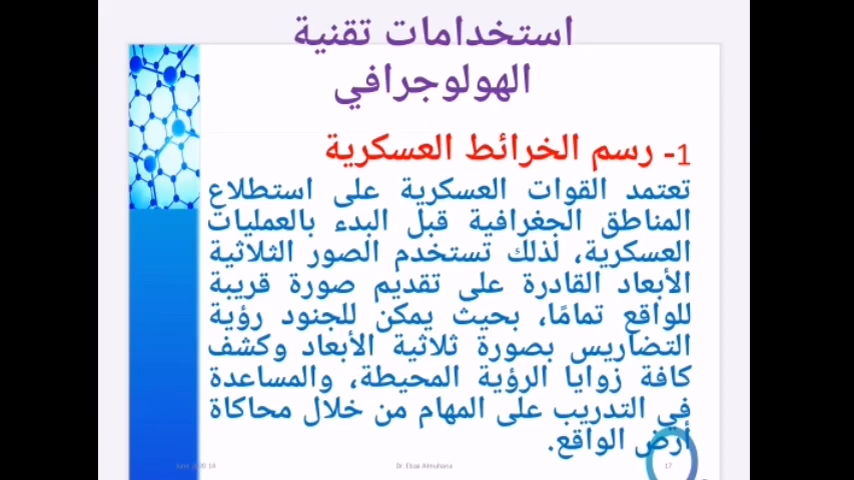 استخدامات تقنية
الهولوجرافي
1- رسم الخرائط العسكرية
تعتمد القوات العسكرية على استطلاع
المناطق الجغرافية قبل البدء بالعمليات
العسكرية، لذلك تستخدم الصور الثلاثية
الأبعاد القادرة على تقديم صورة قريبة
للواقع تمامًا، بحيث يمكن للجنود رؤية
التضاريس بصورة ثلاثية الأبعاد وكشف
كافة زوايا الرؤية المحيطة، والمساعدة
في التدريب على المهام من خلال محاكاة
أرض الواقع.
June 2020 14
Dr. Ebaa Almuhana
17